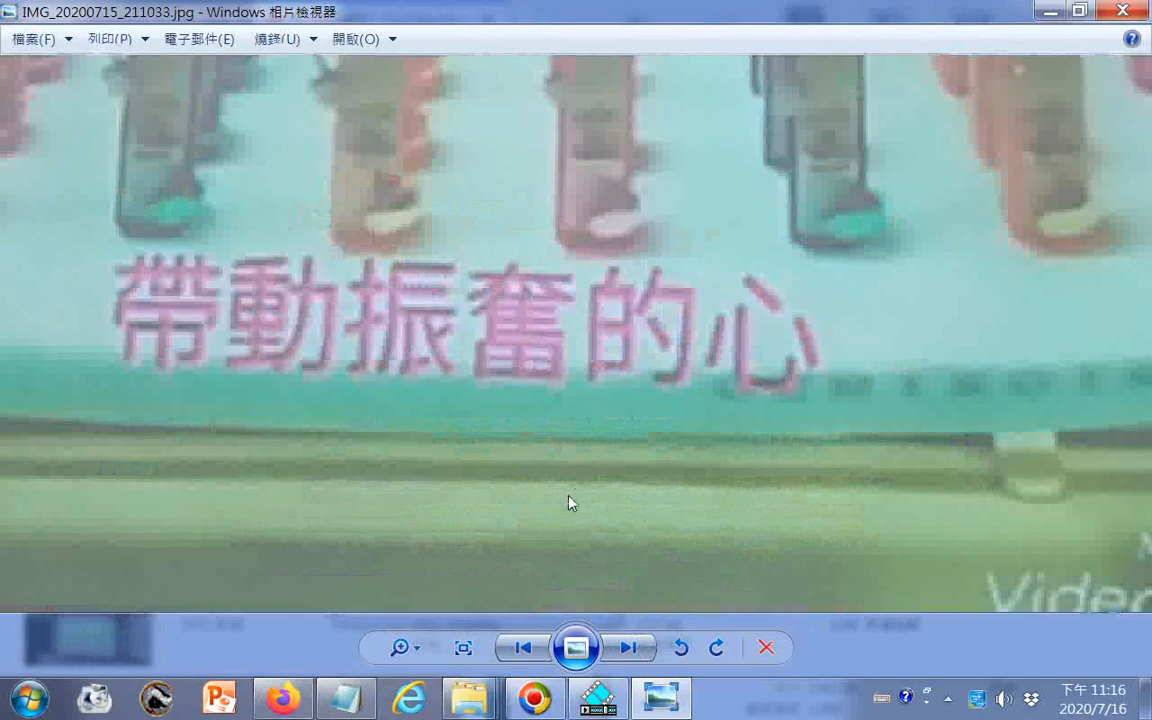 IMG_20200715_211033.jpg - Windows 相片檢視器
檔案(F) 列印(P) 電子郵件(E) 燒錄(U) 開啟(O)
帶動振奮的心
Video
下午 11:16
2020/7/16